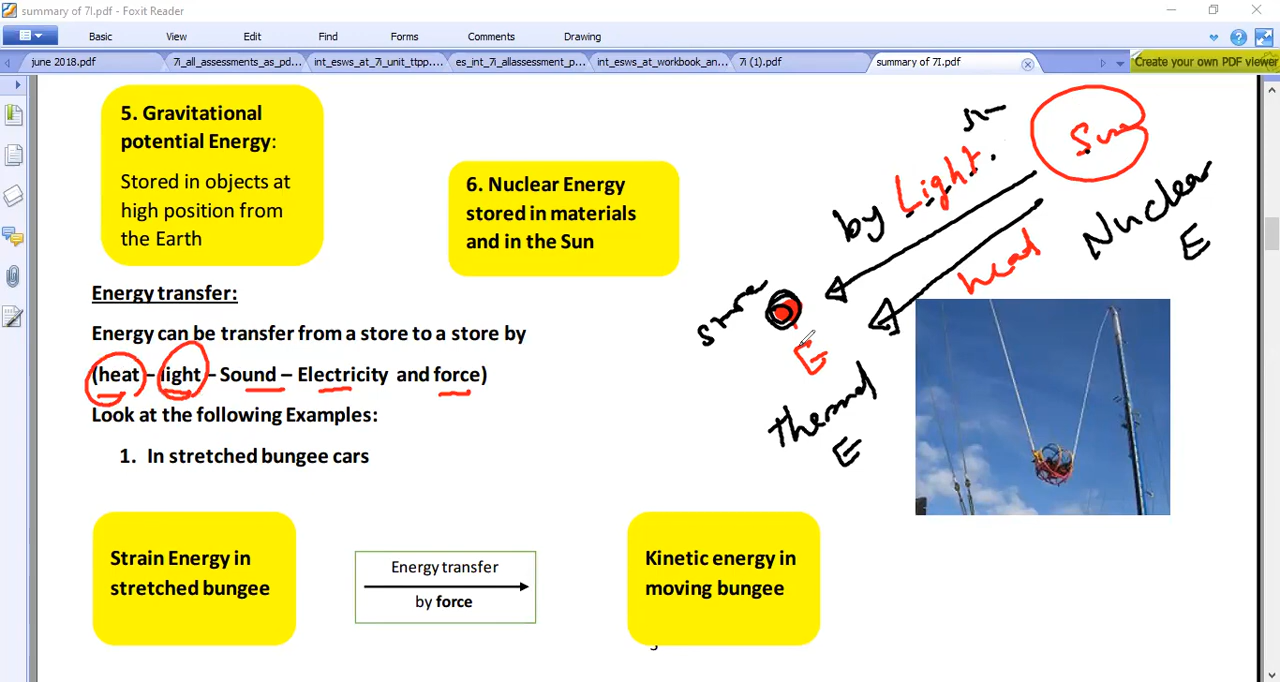 summary of 7I.pdf - Foxit Reader
Basic View Edit Find Forms Comments Drawing
june 2018.pdf 7i_all_assessments_as_pd... int_esws_at_7i_unit_ttpp.... es_int_7i_allassessment_p... int_esws_at_workbook_an... 7i (1).pdf summary of 7I.pdf Create your own PDF viewer
5. Gravitational
potential Energy:
Stored in objects at
high position from
the Earth
6. Nuclear Energy
stored in materials
and in the Sun
Sun
by Light.
Nuclear
E
head
store
E
thermal
E
Energy transfer:
Energy can be transfer from a store to a store by
(heat – light – Sound – Electricity and force)
Look at the following Examples:
1. In stretched bungee cars
Strain Energy in
stretched bungee
Energy transfer
by force
Kinetic energy in
moving bungee